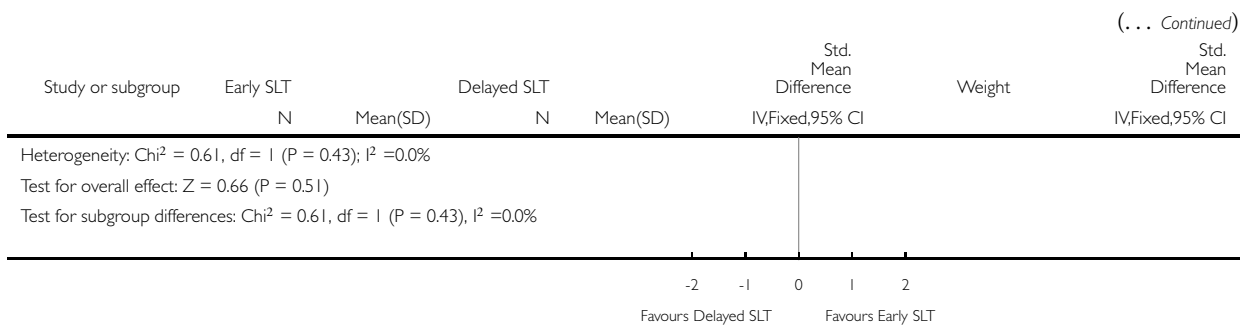 (... Continued)
Std. Mean Difference Std. Mean Difference
Study or subgroup Early SLT Delayed SLT Weight
N Mean(SD) N Mean(SD) IV,Fixed,95% CI IV,Fixed,95% CI
Heterogeneity: Chi² = 0.61, df = 1 (P = 0.43); I² =0.0%
Test for overall effect: Z = 0.66 (P = 0.51)
Test for subgroup differences: Chi² = 0.61, df = 1 (P = 0.43), I² =0.0%
-2 -1 0 1 2
Favours Delayed SLT Favours Early SLT